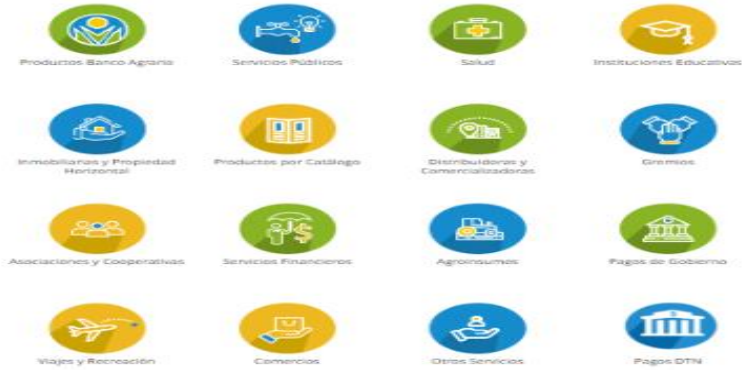 Productos Banco Agrario
Servicios Públicos
Salud
Instituciones Educativas
Inmobiliarias y Propiedad
Horizontal
Productos por Catálogo
Distribuidoras y
Comercializadoras
Gremios
Asociaciones y Cooperativas
Servicios Financieros
Agroinsumos
Pagos de Gobierno
Viajes y Recreación
Comercios
Otros Servicios
Pagos DTN